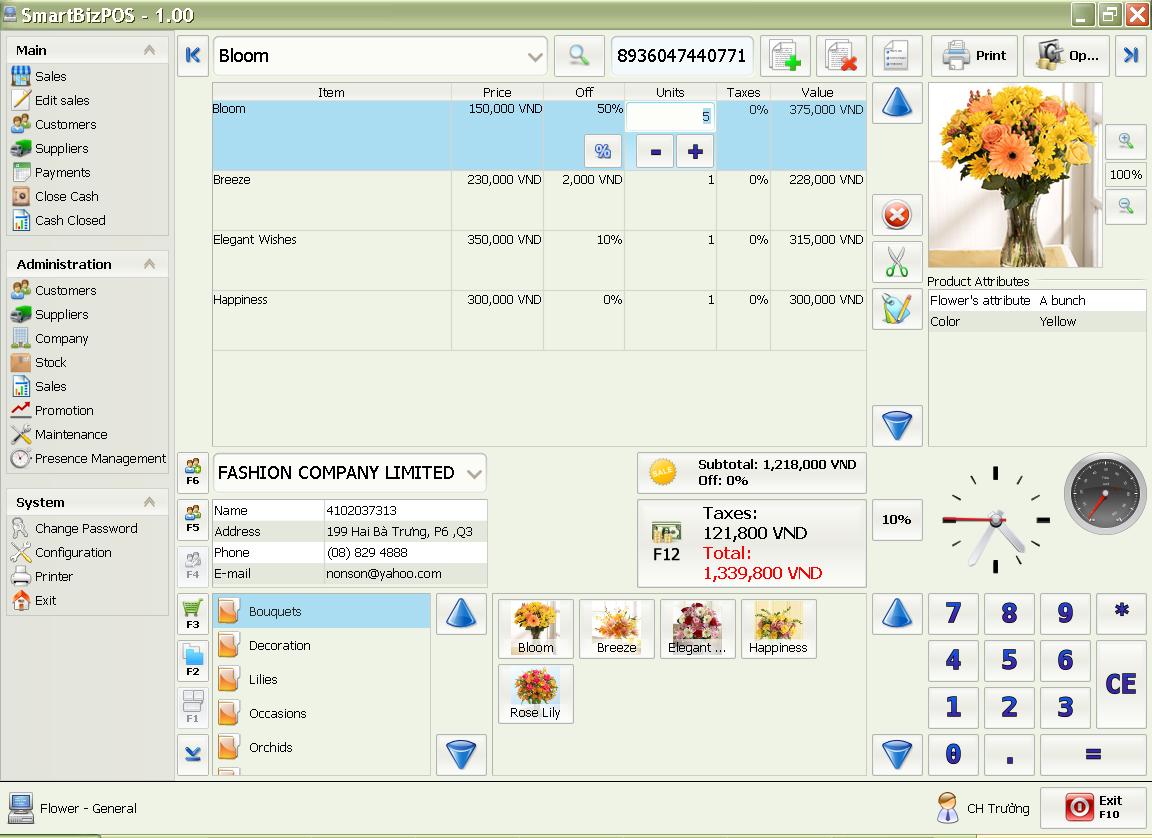 SmartBizPOS - 1.00
Main
Sales
Edit sales
Customers
Suppliers
Payments
Close Cash
Cash Closed
Administration
Customers
Suppliers
Company
Stock
Sales
Promotion
Maintenance
Presence Management
System
Change Password
Configuration
Printer
Exit
Bloom
8936047440771
Print
Op...
Item Price Off Units Taxes Value
Bloom 150,000 VND 50% 5 0% 375,000 VND
% - +
Breeze 230,000 VND 2,000 VND 1 0% 228,000 VND
Elegant Wishes 350,000 VND 10% 1 0% 315,000 VND
Happiness 300,000 VND 0% 1 0% 300,000 VND
100%
Product Attributes
Flower's attribute A bunch
Color Yellow
F6
FASHION COMPANY LIMITED
F5
F4
Name 4102037313
Address 199 Hai Bà Trưng, P6 ,Q3
Phone (08) 829 4888
E-mail nonson@yahoo.com
SALE
Subtotal: 1,218,000 VND
Off: 0%
F12
Taxes:
121,800 VND
Total:
1,339,800 VND
10%
F3
F2
F1
Bouquets
Decoration
Lilies
Occasions
Orchids
Bloom
Breeze
Elegant ...
Happiness
Rose Lily
7 8 9 *
4 5 6 CE
1 2 3
0 . =
Flower - General
CH Trưởng
Exit
F10